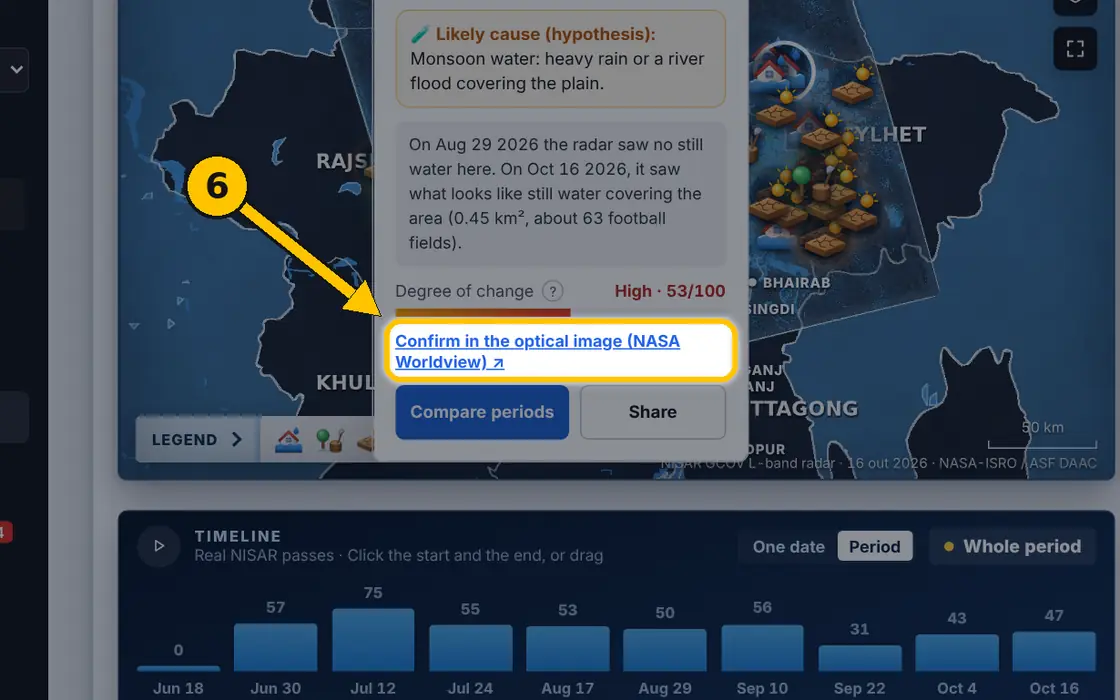 Likely cause (hypothesis):
Monsoon water: heavy rain or a river
flood covering the plain.
On Aug 29 2026 the radar saw no still
water here. On Oct 16 2026, it saw
what looks like still water covering the
area (0.45 km², about 63 football
fields).
Degree of change ?
High · 53/100
Confirm in the optical image (NASA
Worldview) ↗
Compare periods
Share
6
RAJS
YLHET
BHAIRAB
SINGDI
KHUL
GANJ
ANJ
TTAGONG
OPUR
50 km
NISAR GCOV L-band radar · 16 out 2026 · NASA-ISRO / ASF DAAC
LEGEND
4
TIMELINE
Real NISAR passes · Click the start and the end, or drag
One date
Period
Whole period
0
57
75
55
53
50
56
31
43
47
Jun 18
Jun 30
Jul 12
Jul 24
Aug 17
Aug 29
Sep 10
Sep 22
Oct 4
Oct 16